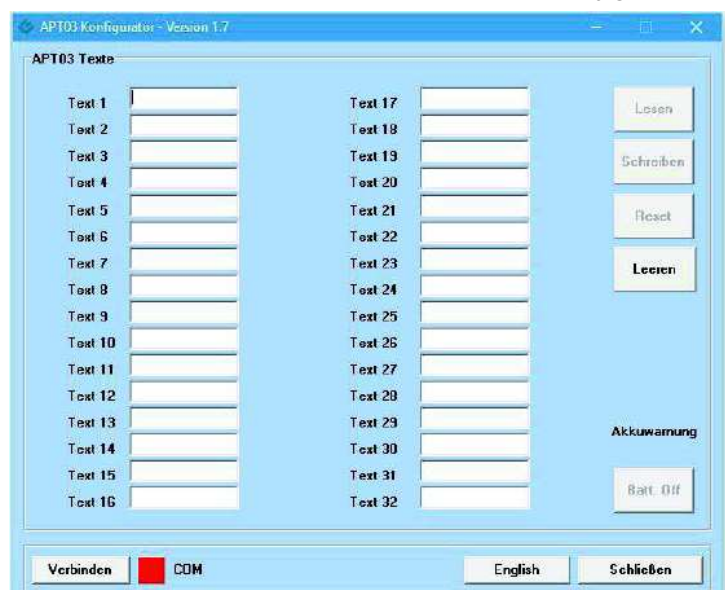 APT03 Konfigurator - Version 1.7
APT03 Texte
Text 1
Text 2
Text 3
Text 4
Text 5
Text 6
Text 7
Text 8
Text 9
Text 10
Text 11
Text 12
Text 13
Text 14
Text 15
Text 16
Text 17
Text 18
Text 19
Text 20
Text 21
Text 22
Text 23
Text 24
Text 25
Text 26
Text 27
Text 28
Text 29
Text 30
Text 31
Text 32
Lesen
Schreiben
Reset
Leeren
Akkuwarnung
Batt. Off
Verbinden
COM
English
Schließen